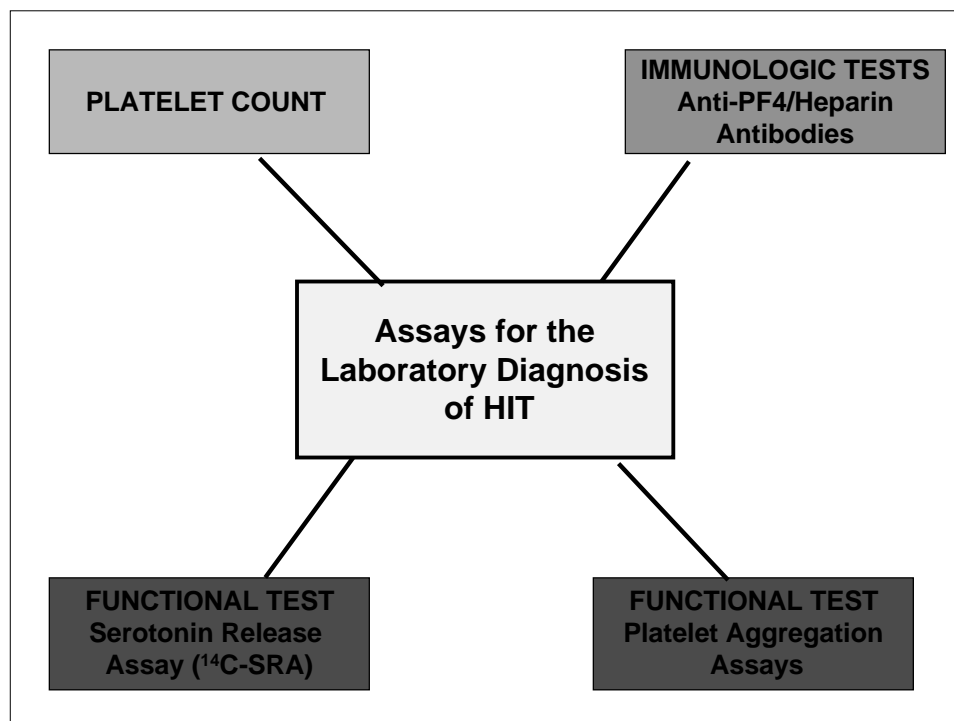 PLATELET COUNT
IMMUNOLOGIC TESTS
Anti-PF4/Heparin
Antibodies
Assays for the
Laboratory Diagnosis
of HIT
FUNCTIONAL TEST
Serotonin Release
Assay (¹⁴C-SRA)
FUNCTIONAL TEST
Platelet Aggregation
Assays